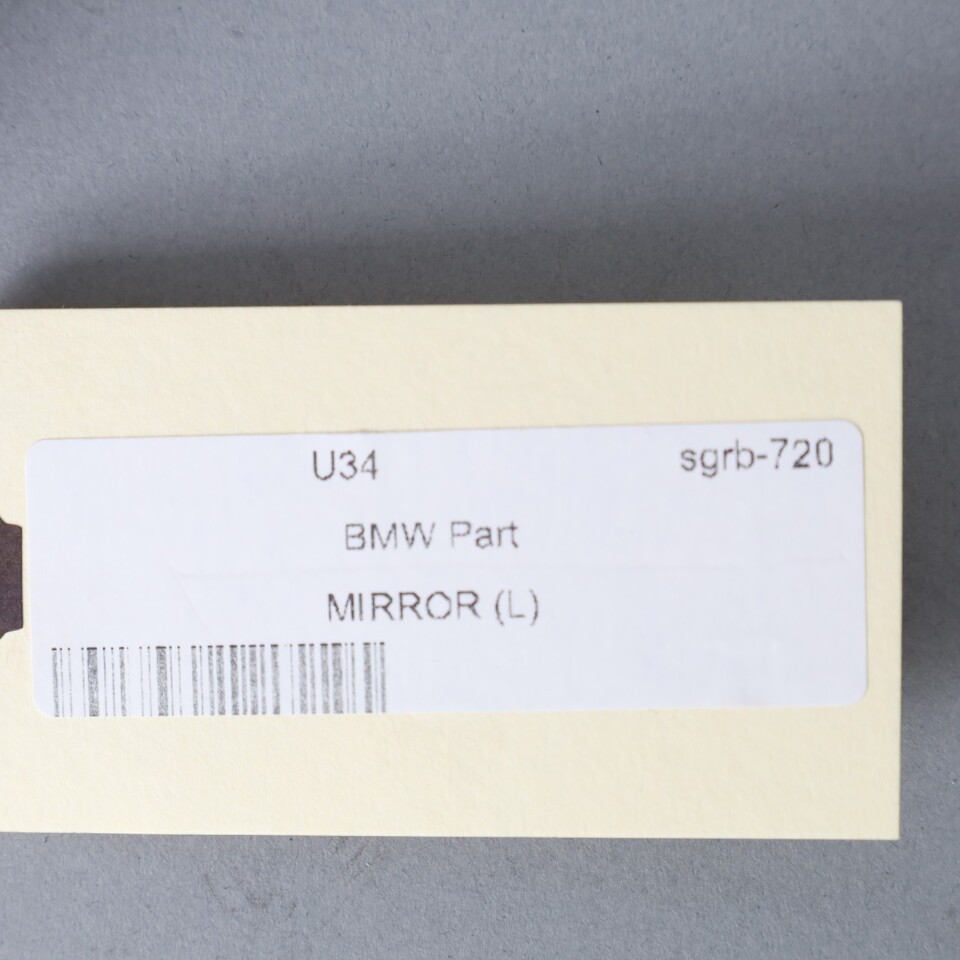 U34 sgrb-720
BMW Part
MIRROR (L)